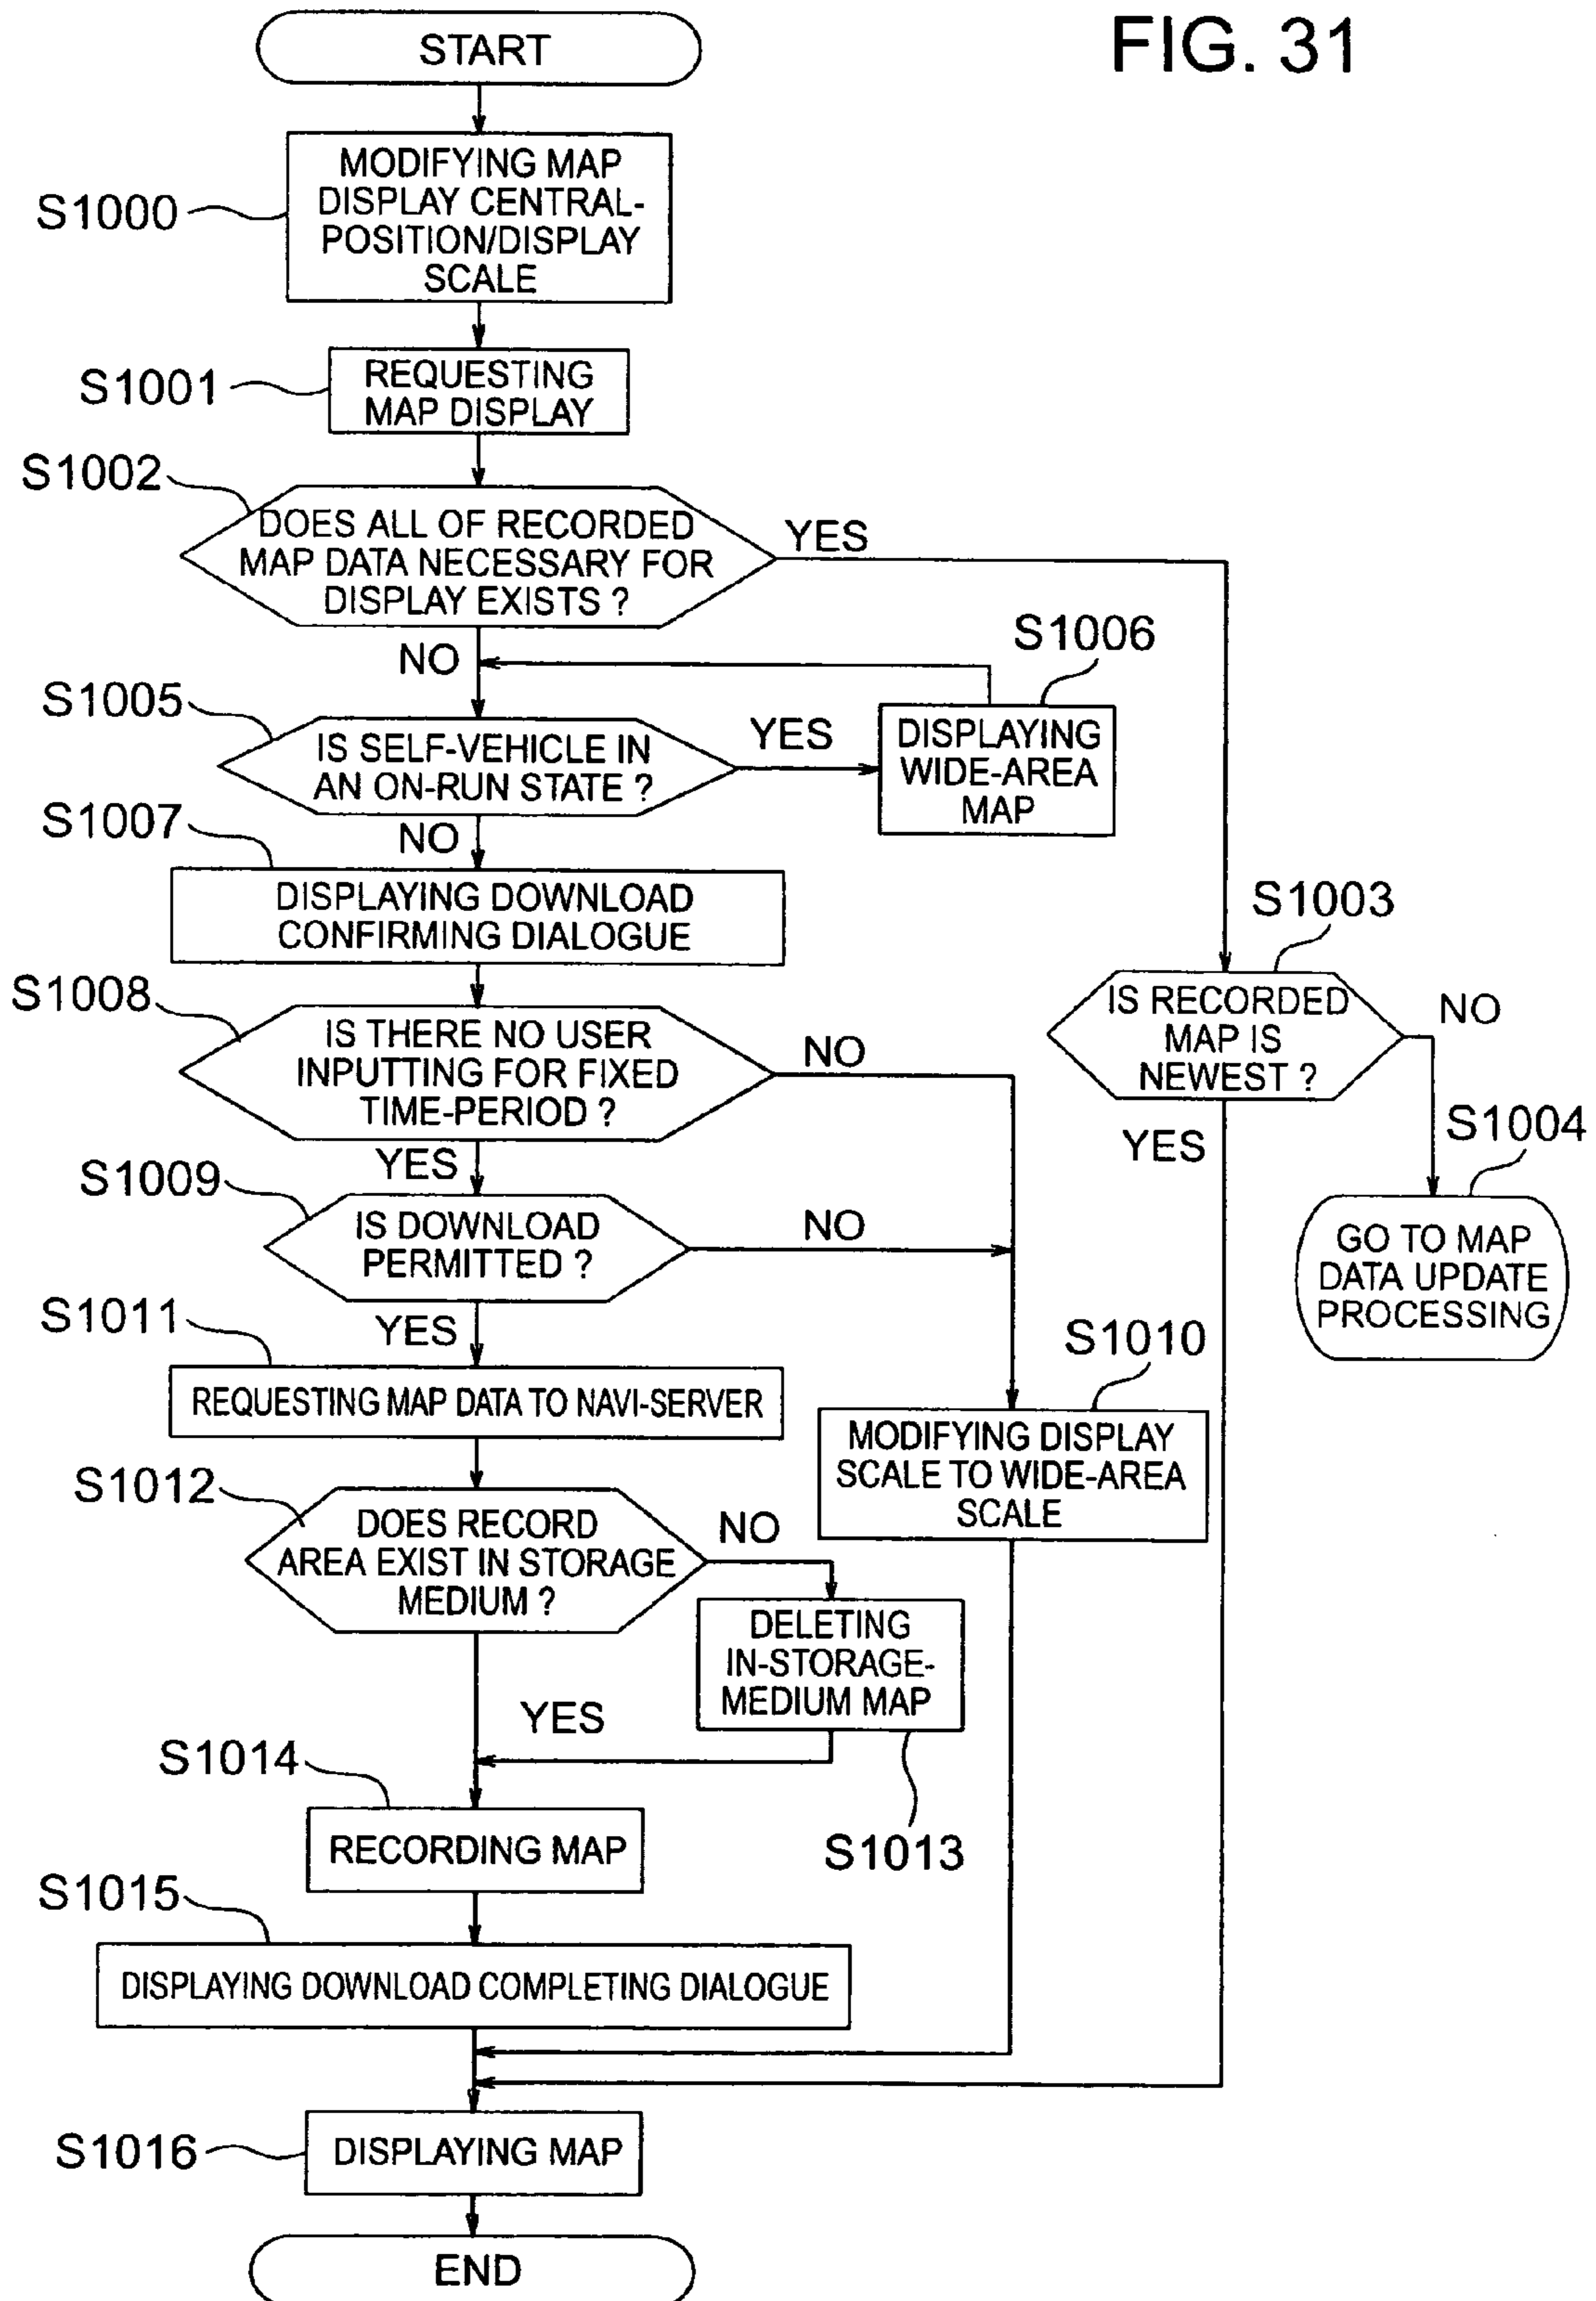 FIG. 31
START
S1000
MODIFYING MAP
DISPLAY CENTRAL-
POSITION/DISPLAY
SCALE
S1001
REQUESTING
MAP DISPLAY
S1002
DOES ALL OF RECORDED
MAP DATA NECESSARY FOR
DISPLAY EXISTS ?
YES
NO
S1006
DISPLAYING
WIDE-AREA
MAP
S1005
IS SELF-VEHICLE IN
AN ON-RUN STATE ?
YES
NO
S1007
DISPLAYING DOWNLOAD
CONFIRMING DIALOGUE
S1003
IS RECORDED
MAP IS
NEWEST ?
NO
YES
S1004
GO TO MAP
DATA UPDATE
PROCESSING
S1008
IS THERE NO USER
INPUTTING FOR FIXED
TIME-PERIOD ?
NO
YES
S1009
IS DOWNLOAD
PERMITTED ?
NO
YES
S1010
MODIFYING DISPLAY
SCALE TO WIDE-AREA
SCALE
S1011
REQUESTING MAP DATA TO NAVI-SERVER
S1012
DOES RECORD
AREA EXIST IN STORAGE
MEDIUM ?
NO
DELETING
IN-STORAGE-
MEDIUM MAP
S1013
YES
S1014
RECORDING MAP
S1015
DISPLAYING DOWNLOAD COMPLETING DIALOGUE
S1016
DISPLAYING MAP
END